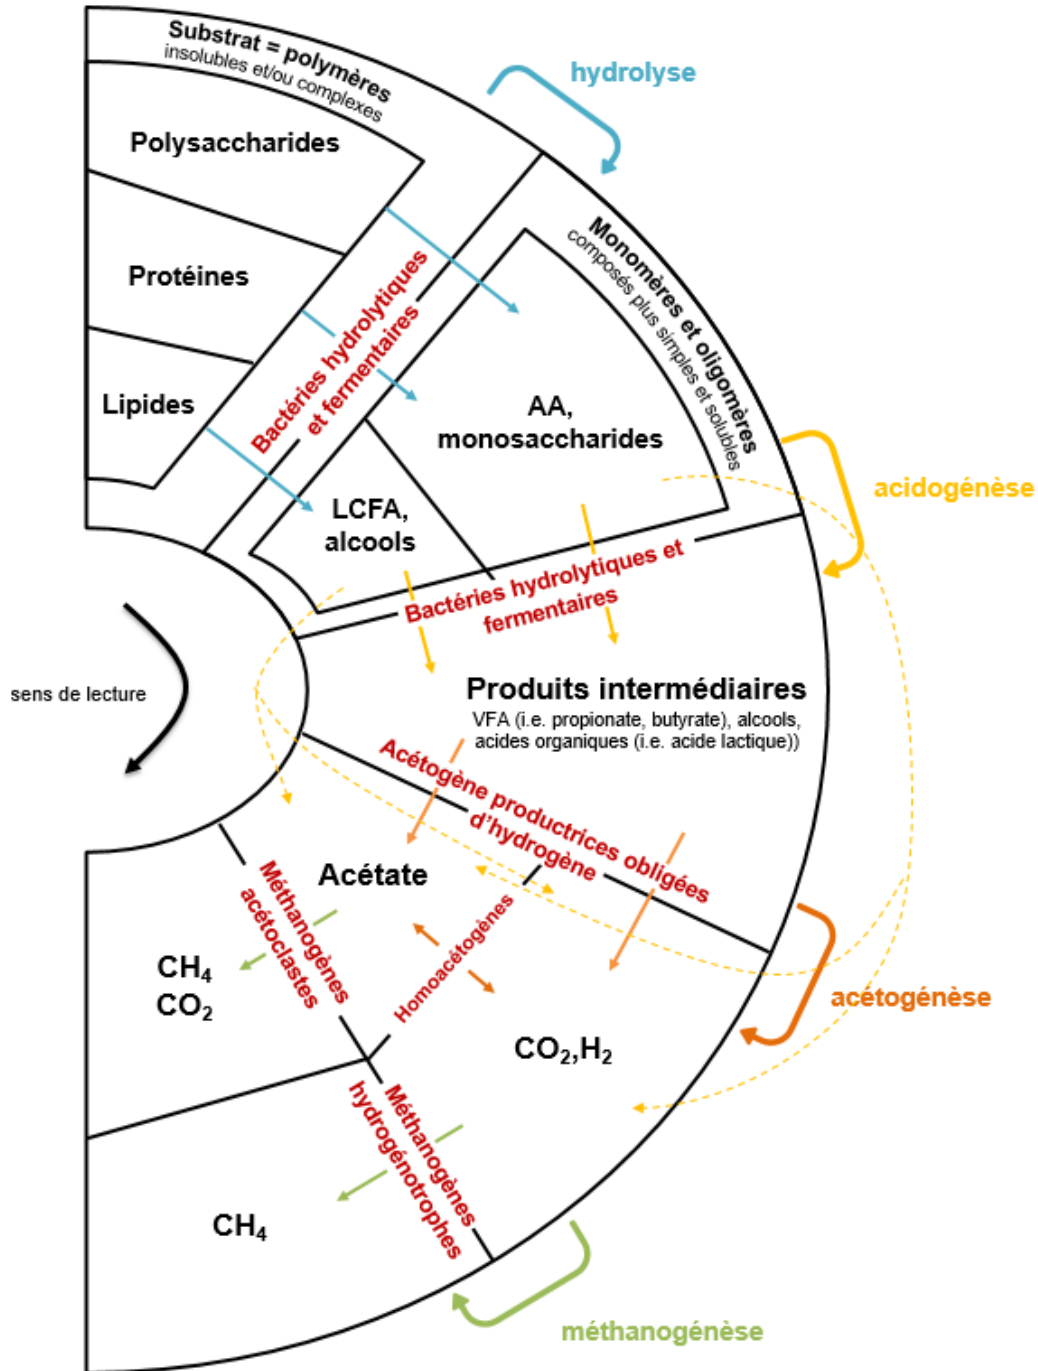 Substrat = polymères
insolubles et/ou complexes
hydrolyse
Polysaccharides
Protéines
Lipides
Bactéries hydrolytiques
et fermentaires
Monomères et oligomères
composés plus simples et solubles
AA,
monosaccharides
LCFA,
alcools
acidogénèse
Bactéries hydrolytiques et
fermentaires
sens de lecture
Produits intermédiaires
VFA (i.e. propionate, butyrate), alcools,
acides organiques (i.e. acide lactique))
Acétogène productrices obligées
d'hydrogène
Acétate
Homoacétogènes
Méthanogènes
acétoclastes
CH₄
CO₂
acétogénèse
CO₂,H₂
Méthanogènes
hydrogénotrophes
CH₄
méthanogénèse